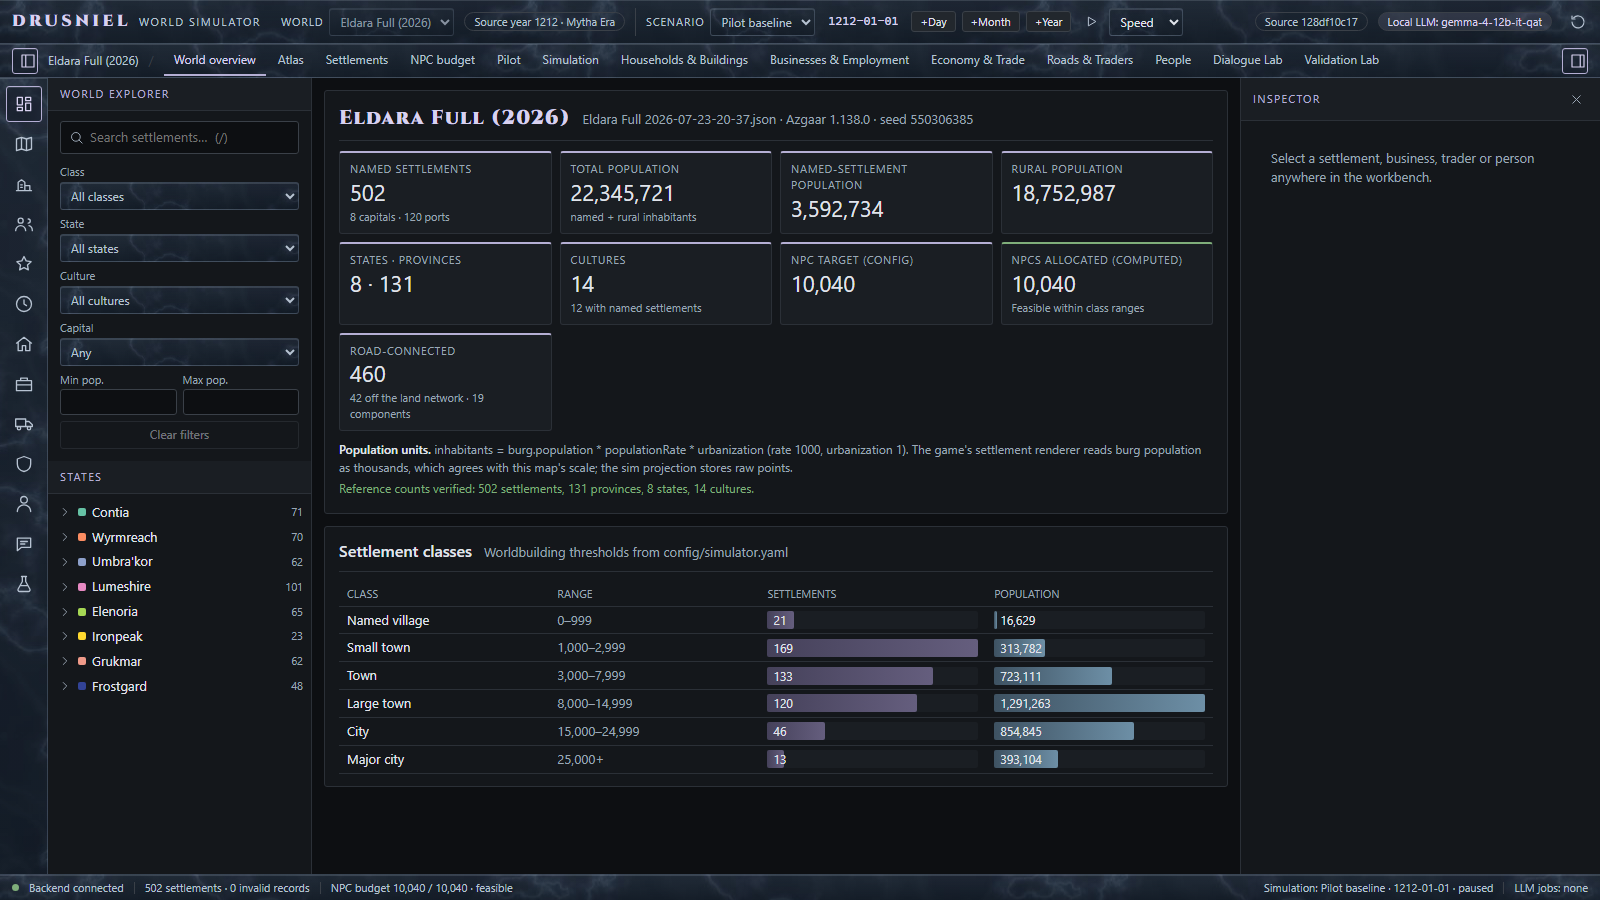 DRUSNIEL WORLD SIMULATOR WORLD Eldara Full (2026) Source year 1212 · Mytha Era SCENARIO Pilot baseline 1212-01-01 +Day +Month +Year Speed Source 128df10c17 Local LLM: gemma-4-12b-it-qat
Eldara Full (2026) / World overview Atlas Settlements NPC budget Pilot Simulation Households & Buildings Businesses & Employment Economy & Trade Roads & Traders People Dialogue Lab Validation Lab
WORLD EXPLORER
Search settlements... (/)
Class
All classes
State
All states
Culture
All cultures
Capital
Any
Min pop. Max pop.
Clear filters
STATES
Contia 71
Wyrmreach 70
Umbra'kor 62
Lumeshire 101
Elenoria 65
Ironpeak 23
Grukmar 62
Frostgard 48
ELDARA FULL (2026) Eldara Full 2026-07-23-20-37.json · Azgaar 1.138.0 · seed 550306385
NAMED SETTLEMENTS
502
8 capitals · 120 ports
TOTAL POPULATION
22,345,721
named + rural inhabitants
NAMED-SETTLEMENT
POPULATION
3,592,734
RURAL POPULATION
18,752,987
STATES · PROVINCES
8 · 131
CULTURES
14
12 with named settlements
NPC TARGET (CONFIG)
10,040
NPCS ALLOCATED (COMPUTED)
10,040
Feasible within class ranges
ROAD-CONNECTED
460
42 off the land network · 19
components
Population units. inhabitants = burg.population * populationRate * urbanization (rate 1000, urbanization 1). The game's settlement renderer reads burg population
as thousands, which agrees with this map's scale; the sim projection stores raw points.
Reference counts verified: 502 settlements, 131 provinces, 8 states, 14 cultures.
Settlement classes Worldbuilding thresholds from config/simulator.yaml
CLASS RANGE SETTLEMENTS POPULATION
Named village 0–999 21 16,629
Small town 1,000–2,999 169 313,782
Town 3,000–7,999 133 723,111
Large town 8,000–14,999 120 1,291,263
City 15,000–24,999 46 854,845
Major city 25,000+ 13 393,104
INSPECTOR
Select a settlement, business, trader or person
anywhere in the workbench.
Backend connected 502 settlements · 0 invalid records NPC budget 10,040 / 10,040 · feasible Simulation: Pilot baseline · 1212-01-01 · paused LLM jobs: none